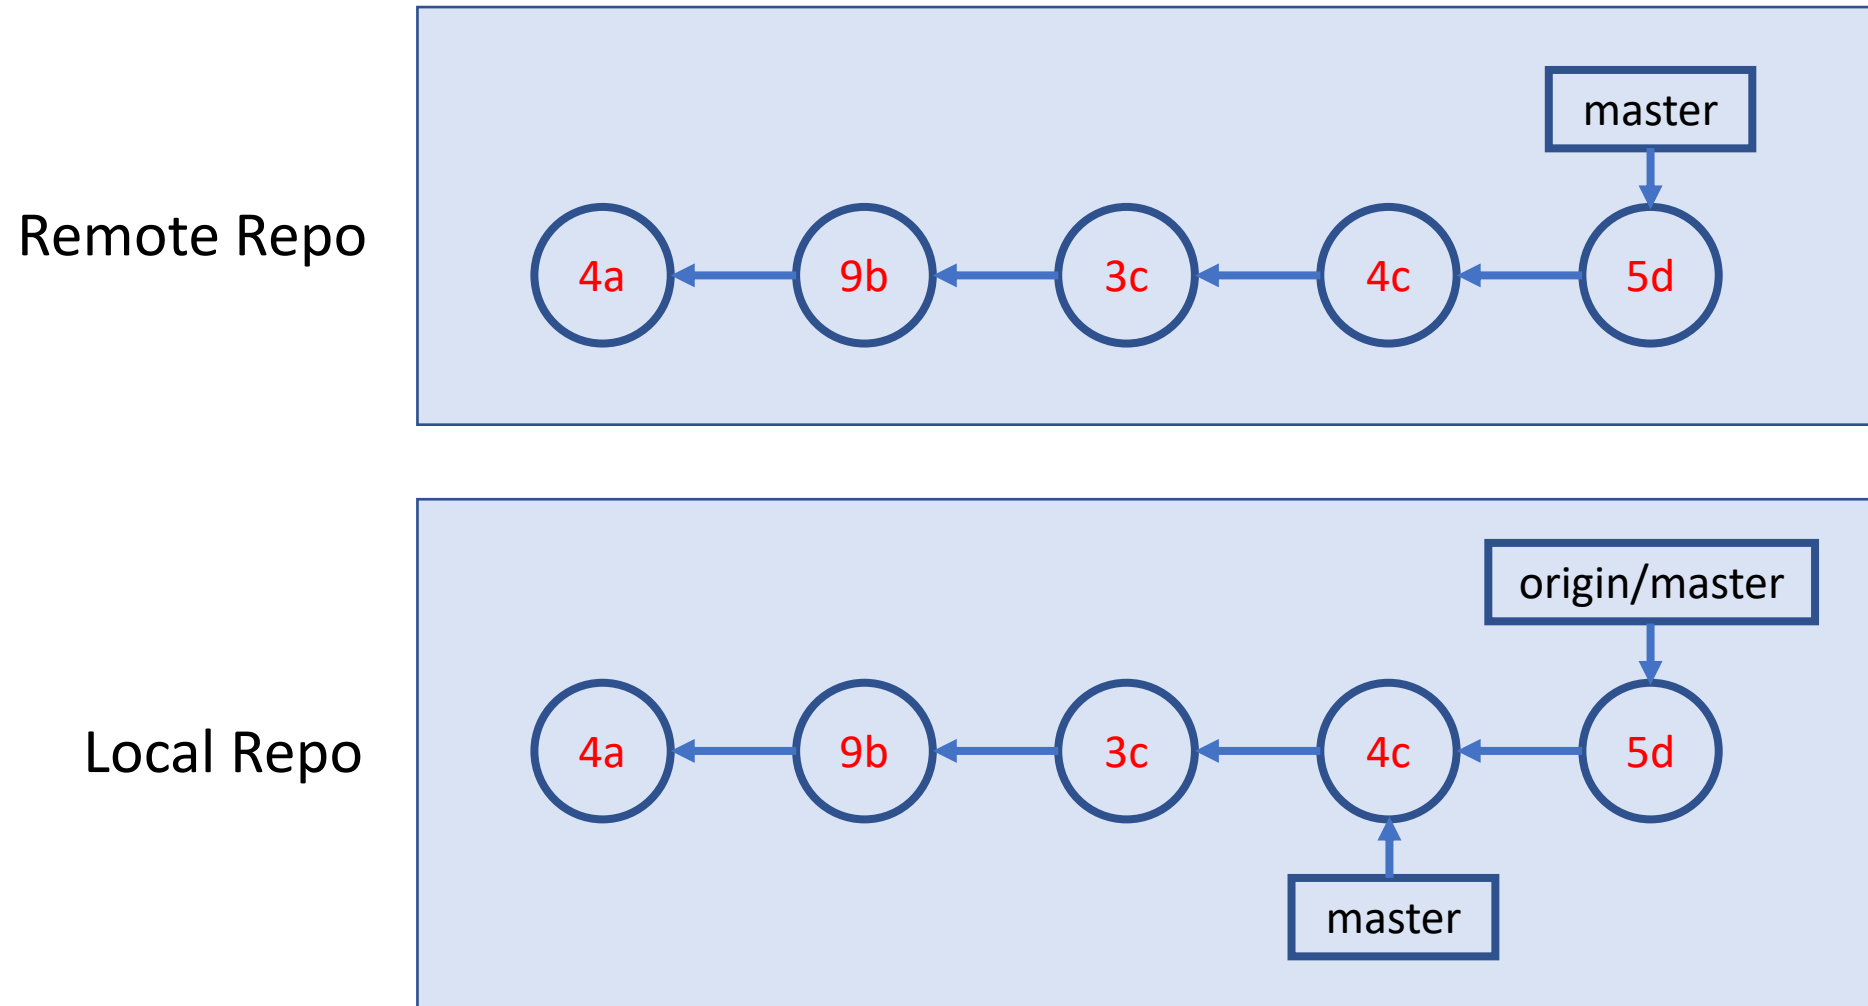 master
Remote Repo
4a 9b 3c 4c 5d
origin/master
Local Repo
4a 9b 3c 4c 5d
master